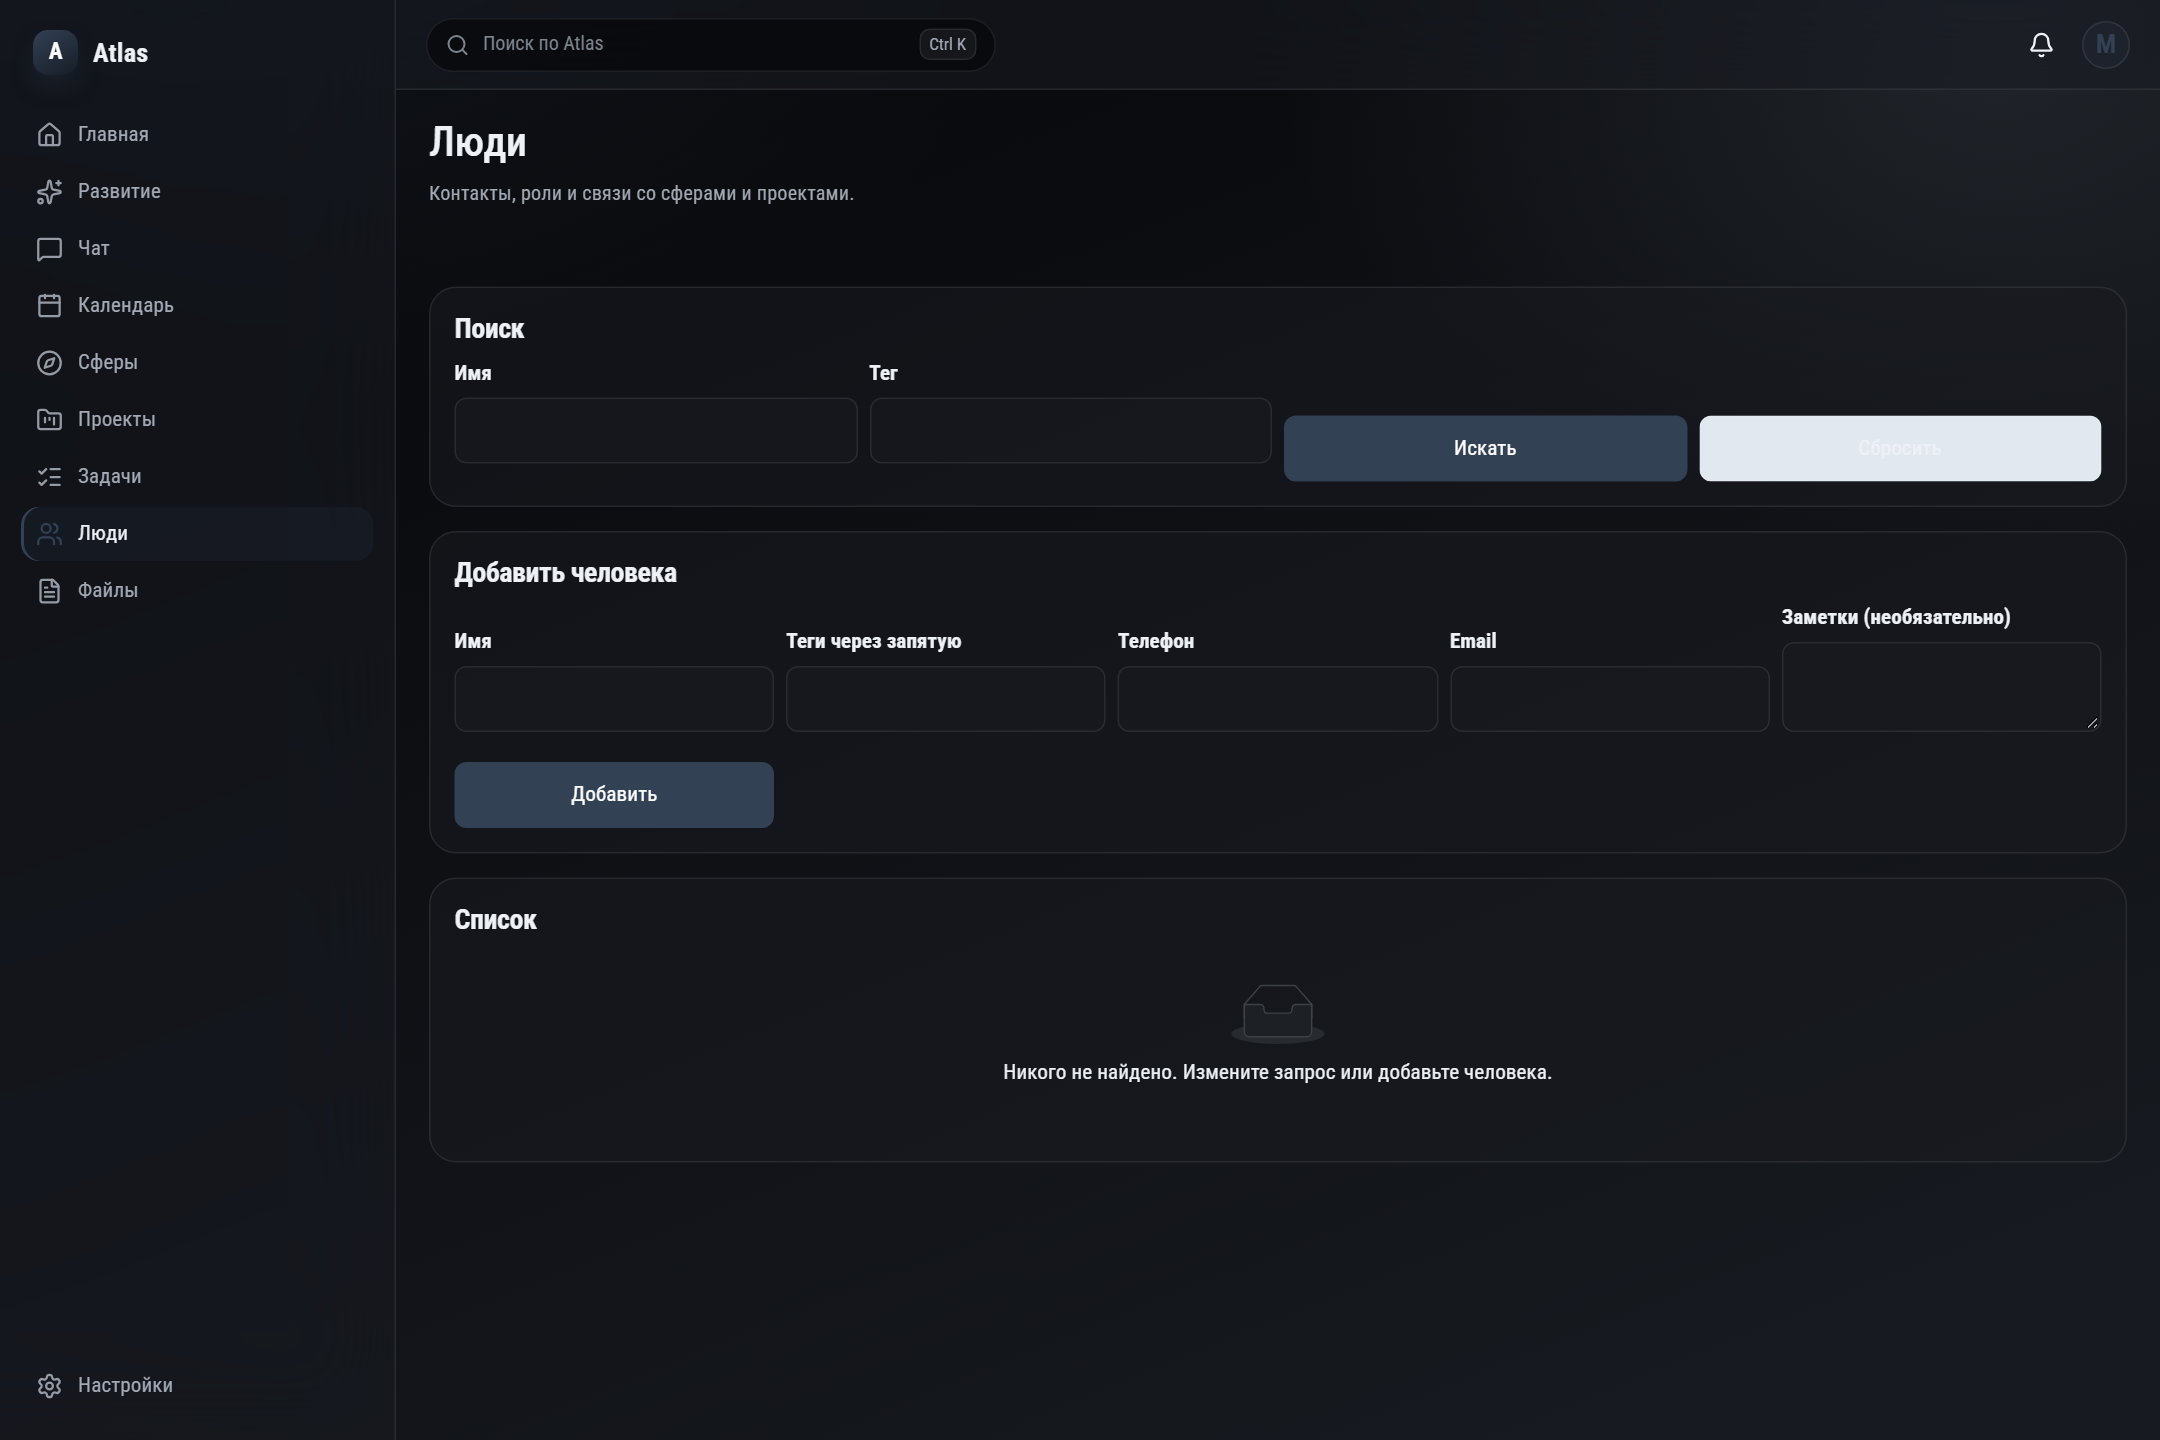 A Atlas
Поиск по Atlas Ctrl K
M
Главная
Развитие
Чат
Календарь
Сферы
Проекты
Задачи
Люди
Файлы
Настройки
Люди
Контакты, роли и связи со сферами и проектами.
Поиск
Имя Тег
Искать Сбросить
Добавить человека
Имя Теги через запятую Телефон Email Заметки (необязательно)
Добавить
Список
Никого не найдено. Измените запрос или добавьте человека.